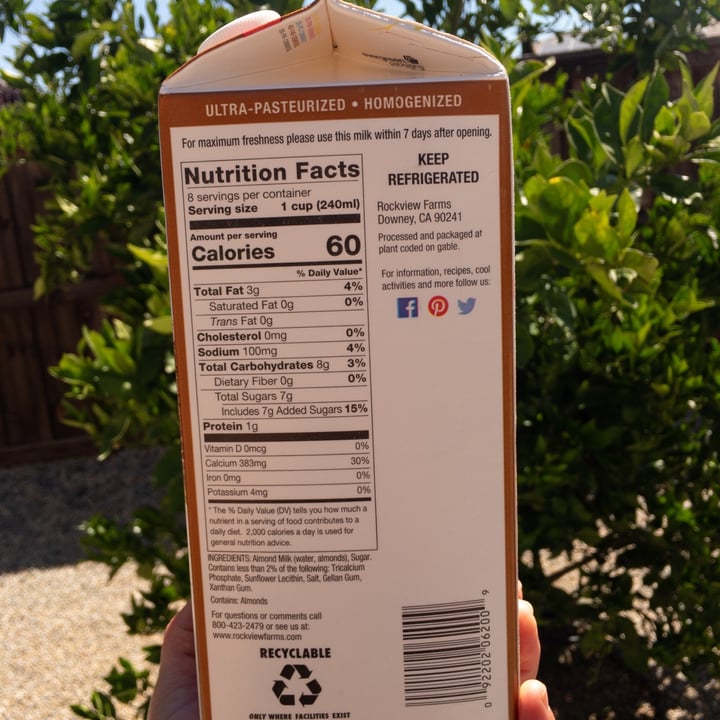 ULTRA-PASTEURIZED • HOMOGENIZED
For maximum freshness please use this milk within 7 days after opening.
Nutrition Facts
8 servings per container
Serving size 1 cup (240ml)
Amount per serving
Calories 60
% Daily Value*
Total Fat 3g 4%
Saturated Fat 0g 0%
Trans Fat 0g
Cholesterol 0mg 0%
Sodium 100mg 4%
Total Carbohydrates 8g 3%
Dietary Fiber 0g 0%
Total Sugars 7g
Includes 7g Added Sugars 15%
Protein 1g
Vitamin D 0mcg 0%
Calcium 383mg 30%
Iron 0mg 0%
Potassium 4mg 0%
* The % Daily Value (DV) tells you how much a
nutrient in a serving of food contributes to a
daily diet. 2,000 calories a day is used for
general nutrition advice.
INGREDIENTS: Almond Milk (water, almonds), Sugar.
Contains less than 2% of the following: Tricalcium
Phosphate, Sunflower Lecithin, Salt, Gellan Gum,
Xanthan Gum.
Contains: Almonds
For questions or comments call
800-423-2479 or see us at:
www.rockviewfarms.com
RECYCLABLE
ONLY WHERE FACILITIES EXIST
KEEP
REFRIGERATED
Rockview Farms
Downey, CA 90241
Processed and packaged at
plant coded on gable.
For information, recipes, cool
activities and more follow us:
0 92202 06200 9